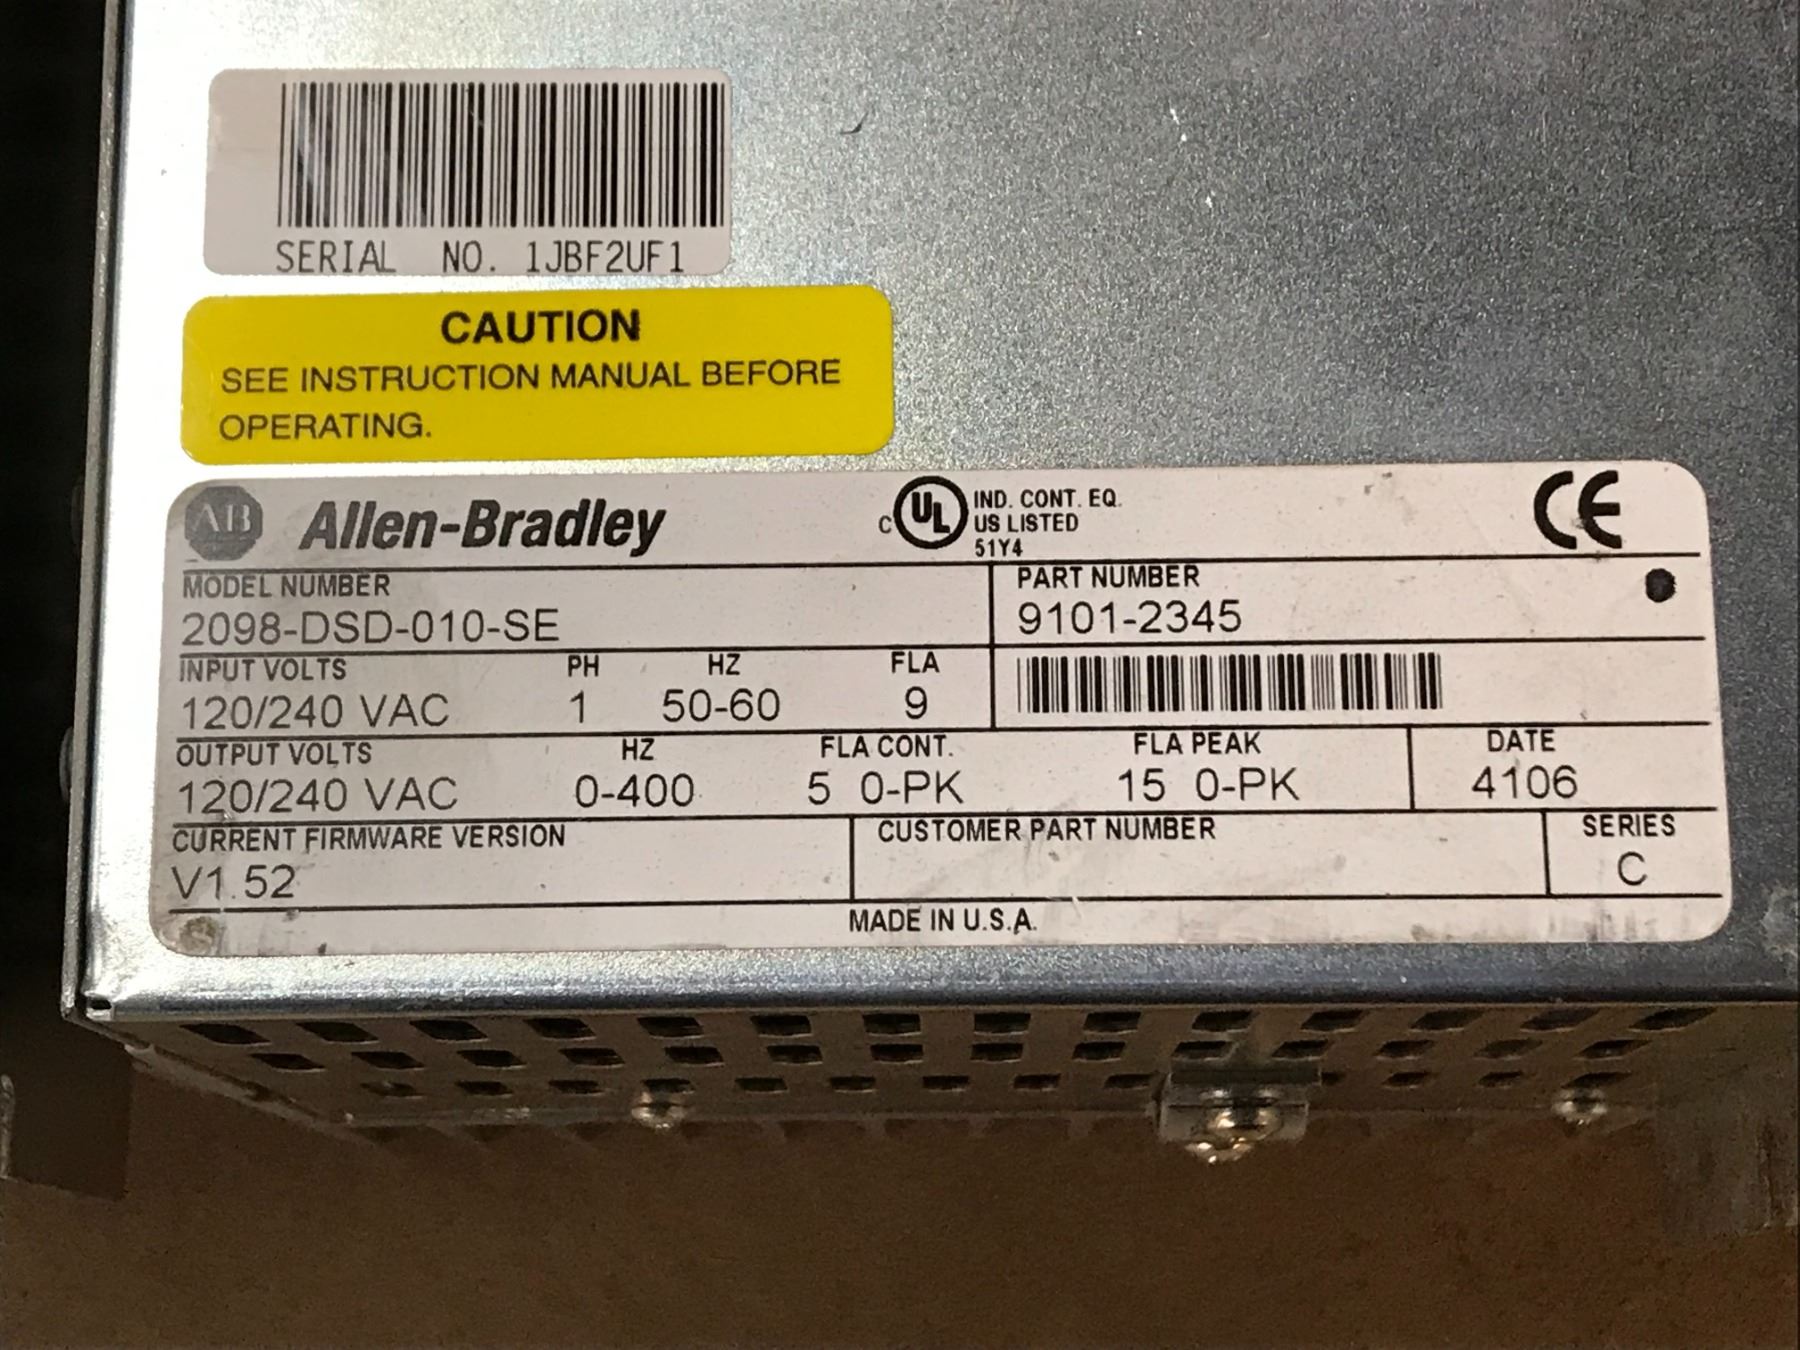 SERIAL NO. 1JBF2UF1
CAUTION
SEE INSTRUCTION MANUAL BEFORE
OPERATING.
AB Allen-Bradley
C UL IND. CONT. EQ.
US LISTED
51Y4
CE
MODEL NUMBER
2098-DSD-010-SE
PART NUMBER
9101-2345
INPUT VOLTS PH HZ FLA
120/240 VAC 1 50-60 9
OUTPUT VOLTS HZ FLA CONT. FLA PEAK DATE
120/240 VAC 0-400 5 0-PK 15 0-PK 4106
CURRENT FIRMWARE VERSION CUSTOMER PART NUMBER SERIES
V1.52 C
MADE IN U.S.A.